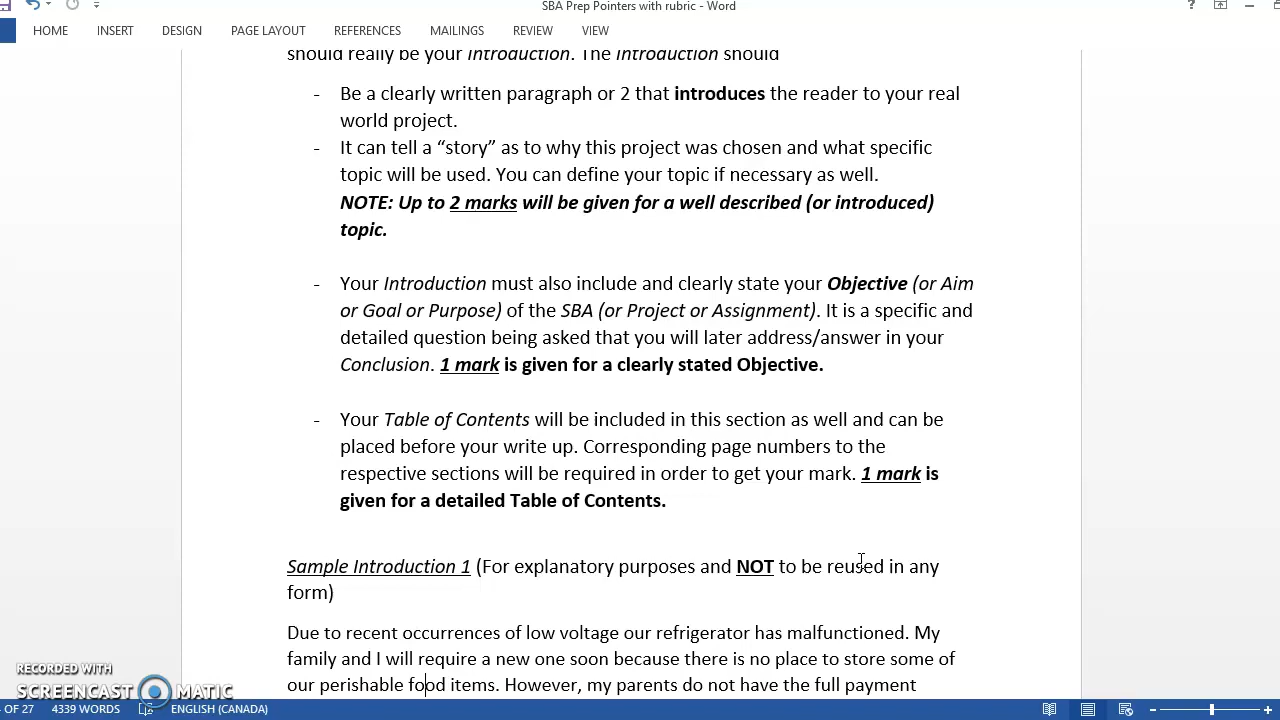 SBA Prep Pointers with rubric - Word
?
HOME INSERT DESIGN PAGE LAYOUT REFERENCES MAILINGS REVIEW VIEW
should really be your Introduction. The Introduction should
- Be a clearly written paragraph or 2 that introduces the reader to your real
world project.
- It can tell a “story” as to why this project was chosen and what specific
topic will be used. You can define your topic if necessary as well.
NOTE: Up to 2 marks will be given for a well described (or introduced)
topic.
- Your Introduction must also include and clearly state your Objective (or Aim
or Goal or Purpose) of the SBA (or Project or Assignment). It is a specific and
detailed question being asked that you will later address/answer in your
Conclusion. 1 mark is given for a clearly stated Objective.
- Your Table of Contents will be included in this section as well and can be
placed before your write up. Corresponding page numbers to the
respective sections will be required in order to get your mark. 1 mark is
given for a detailed Table of Contents.
Sample Introduction 1 (For explanatory purposes and NOT to be reused in any
form)
Due to recent occurrences of low voltage our refrigerator has malfunctioned. My
family and I will require a new one soon because there is no place to store some of
our perishable food items. However, my parents do not have the full payment
RECORDED WITH
SCREENCAST MATIC
OF 27 4339 WORDS ENGLISH (CANADA)